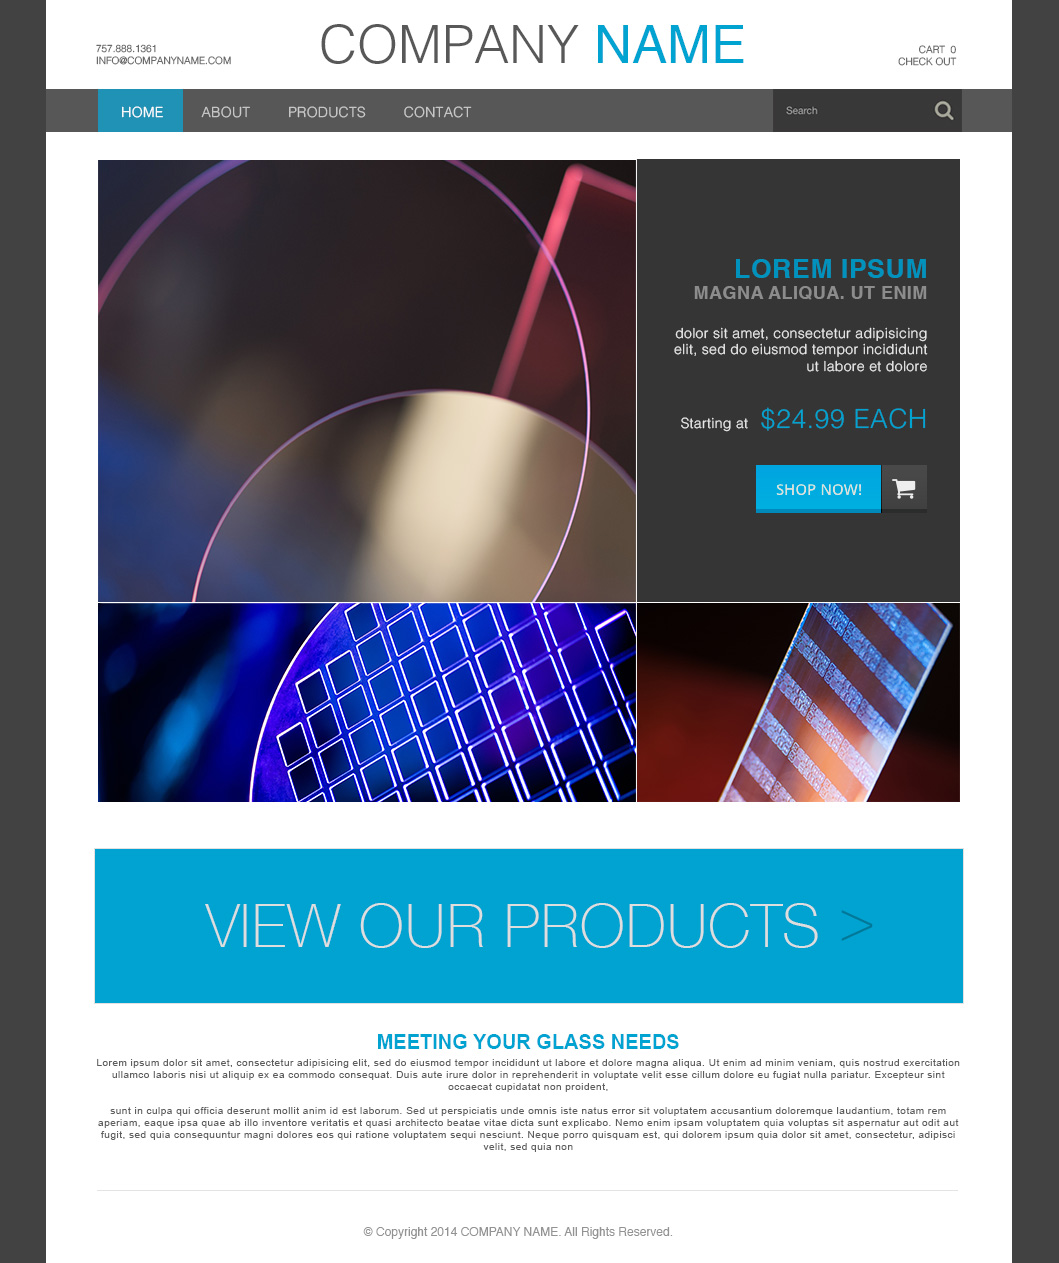 757.888.1361
INFO@COMPANYNAME.COM
COMPANY NAME
CART 0
CHECK OUT
HOME ABOUT PRODUCTS CONTACT
Search
LOREM IPSUM
MAGNA ALIQUA. UT ENIM
dolor sit amet, consectetur adipisicing
elit, sed do eiusmod tempor incididunt
ut labore et dolore
Starting at $24.99 EACH
SHOP NOW!
VIEW OUR PRODUCTS >
MEETING YOUR GLASS NEEDS
Lorem ipsum dolor sit amet, consectetur adipisicing elit, sed do eiusmod tempor incididunt ut labore et dolore magna aliqua. Ut enim ad minim veniam, quis nostrud exercitation
ullamco laboris nisi ut aliquip ex ea commodo consequat. Duis aute irure dolor in reprehenderit in voluptate velit esse cillum dolore eu fugiat nulla pariatur. Excepteur sint
occaecat cupidatat non proident,
sunt in culpa qui officia deserunt mollit anim id est laborum. Sed ut perspiciatis unde omnis iste natus error sit voluptatem accusantium doloremque laudantium, totam rem
aperiam, eaque ipsa quae ab illo inventore veritatis et quasi architecto beatae vitae dicta sunt explicabo. Nemo enim ipsam voluptatem quia voluptas sit aspernatur aut odit aut
fugit, sed quia consequuntur magni dolores eos qui ratione voluptatem sequi nesciunt. Neque porro quisquam est, qui dolorem ipsum quia dolor sit amet, consectetur, adipisci
velit, sed quia non
© Copyright 2014 COMPANY NAME. All Rights Reserved.